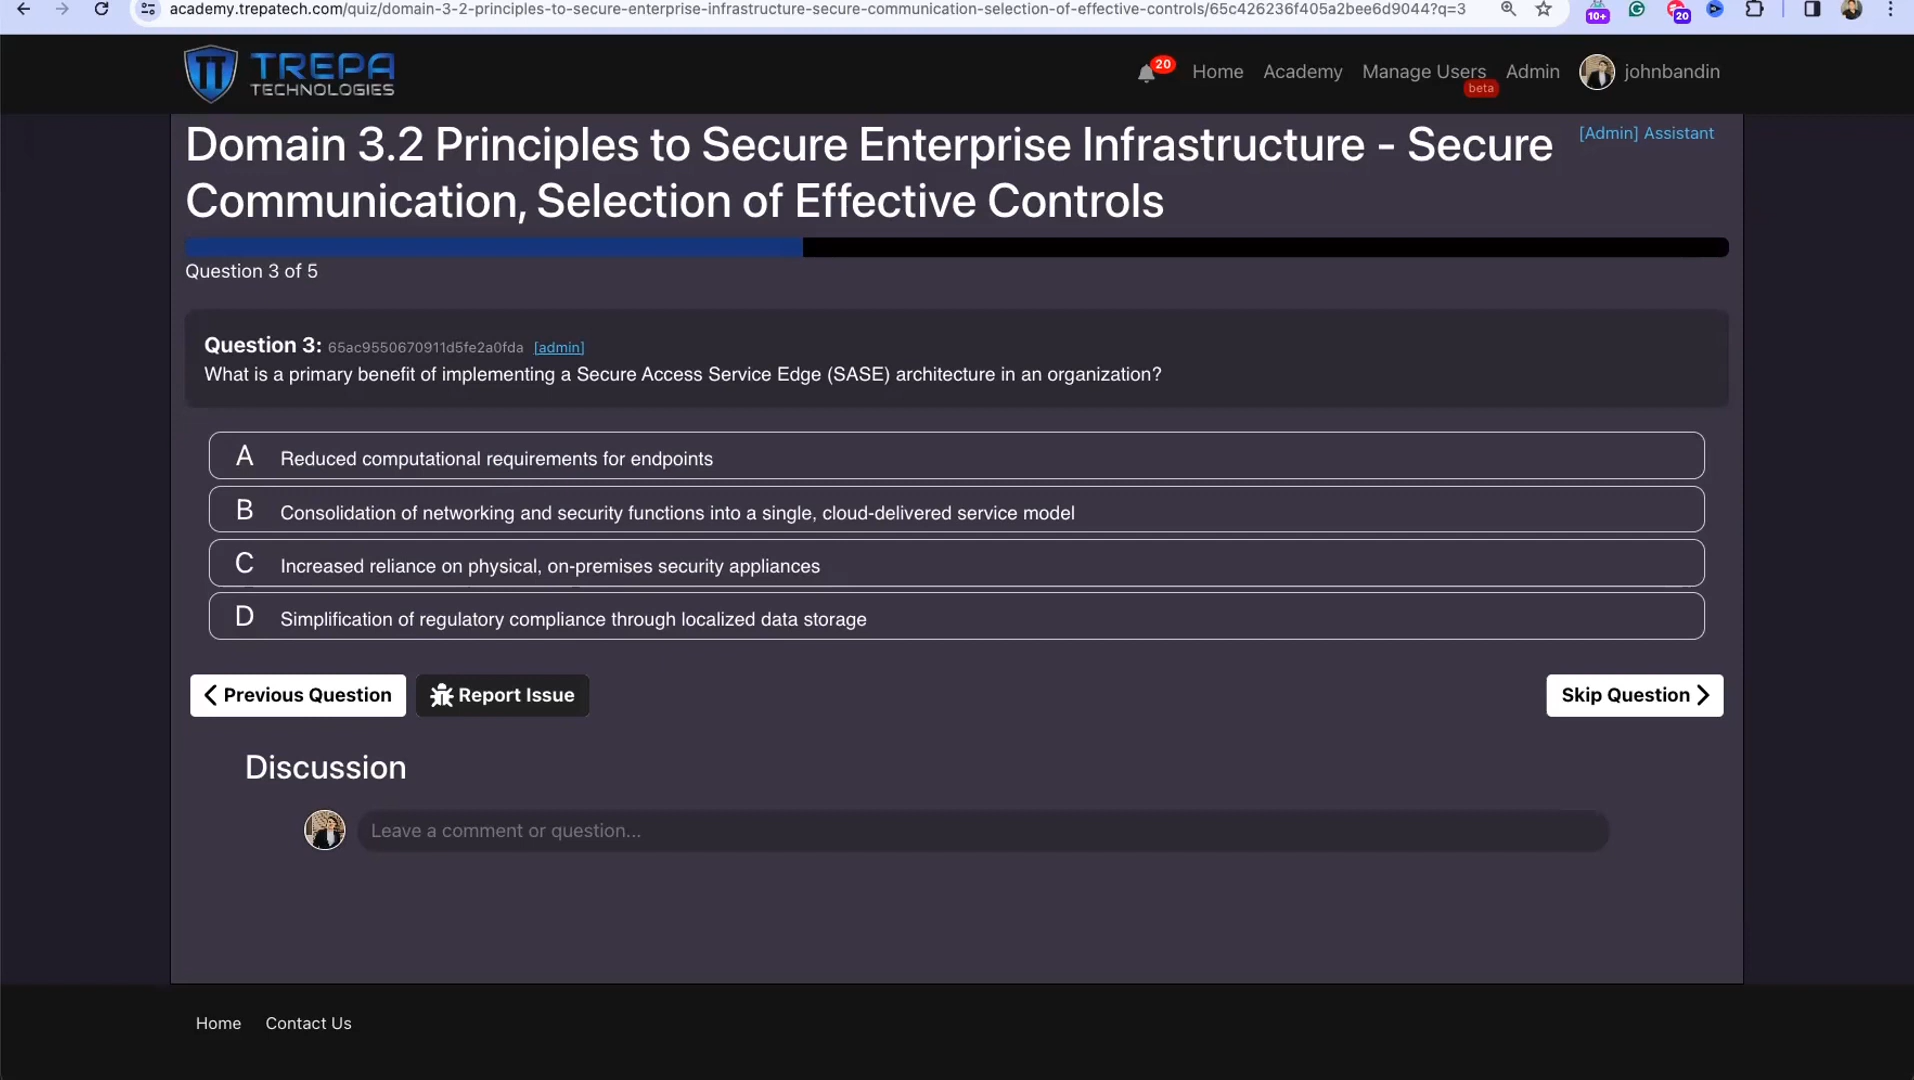 academy.trepatech.com/quiz/domain-3-2-principles-to-secure-enterprise-infrastructure-secure-communication-selection-of-effective-controls/65c426236f405a2bee6d9044?q=3
10+
20
TREPA
TECHNOLOGIES
20
Home
Academy
Manage Users
beta
Admin
johnbandin
Domain 3.2 Principles to Secure Enterprise Infrastructure - Secure
Communication, Selection of Effective Controls
[Admin] Assistant
Question 3 of 5
Question 3: 65ac9550670911d5fe2a0fda [admin]
What is a primary benefit of implementing a Secure Access Service Edge (SASE) architecture in an organization?
A Reduced computational requirements for endpoints
B Consolidation of networking and security functions into a single, cloud-delivered service model
C Increased reliance on physical, on-premises security appliances
D Simplification of regulatory compliance through localized data storage
Previous Question
Report Issue
Skip Question
Discussion
Leave a comment or question...
Home
Contact Us